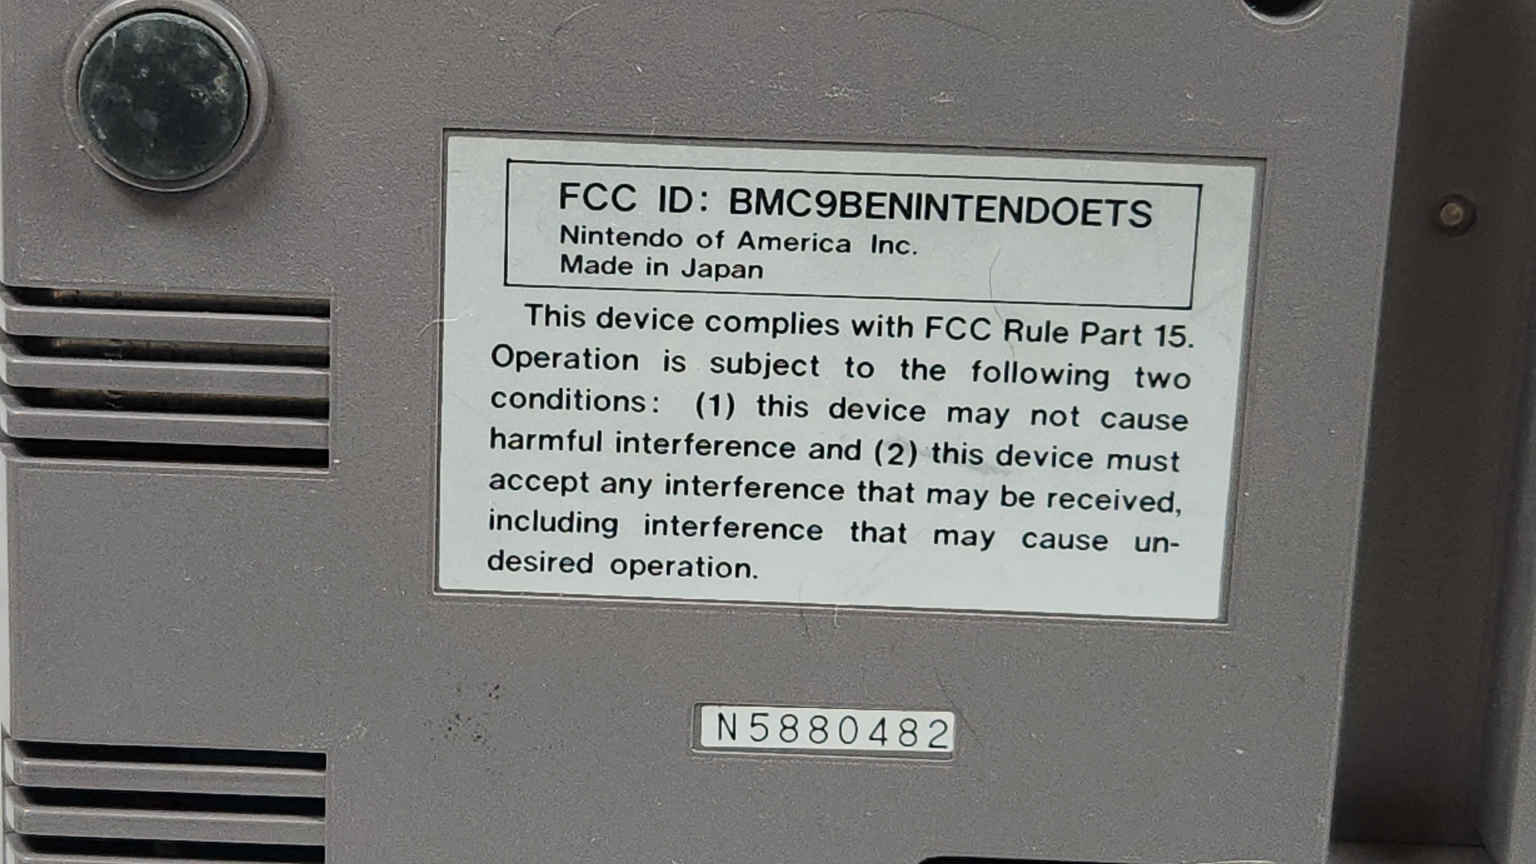 FCC ID: BMC9BENINTENDOETS
Nintendo of America Inc.
Made in Japan
This device complies with FCC Rule Part 15.
Operation is subject to the following two
conditions: (1) this device may not cause
harmful interference and (2) this device must
accept any interference that may be received,
including interference that may cause un-
desired operation.
N5880482